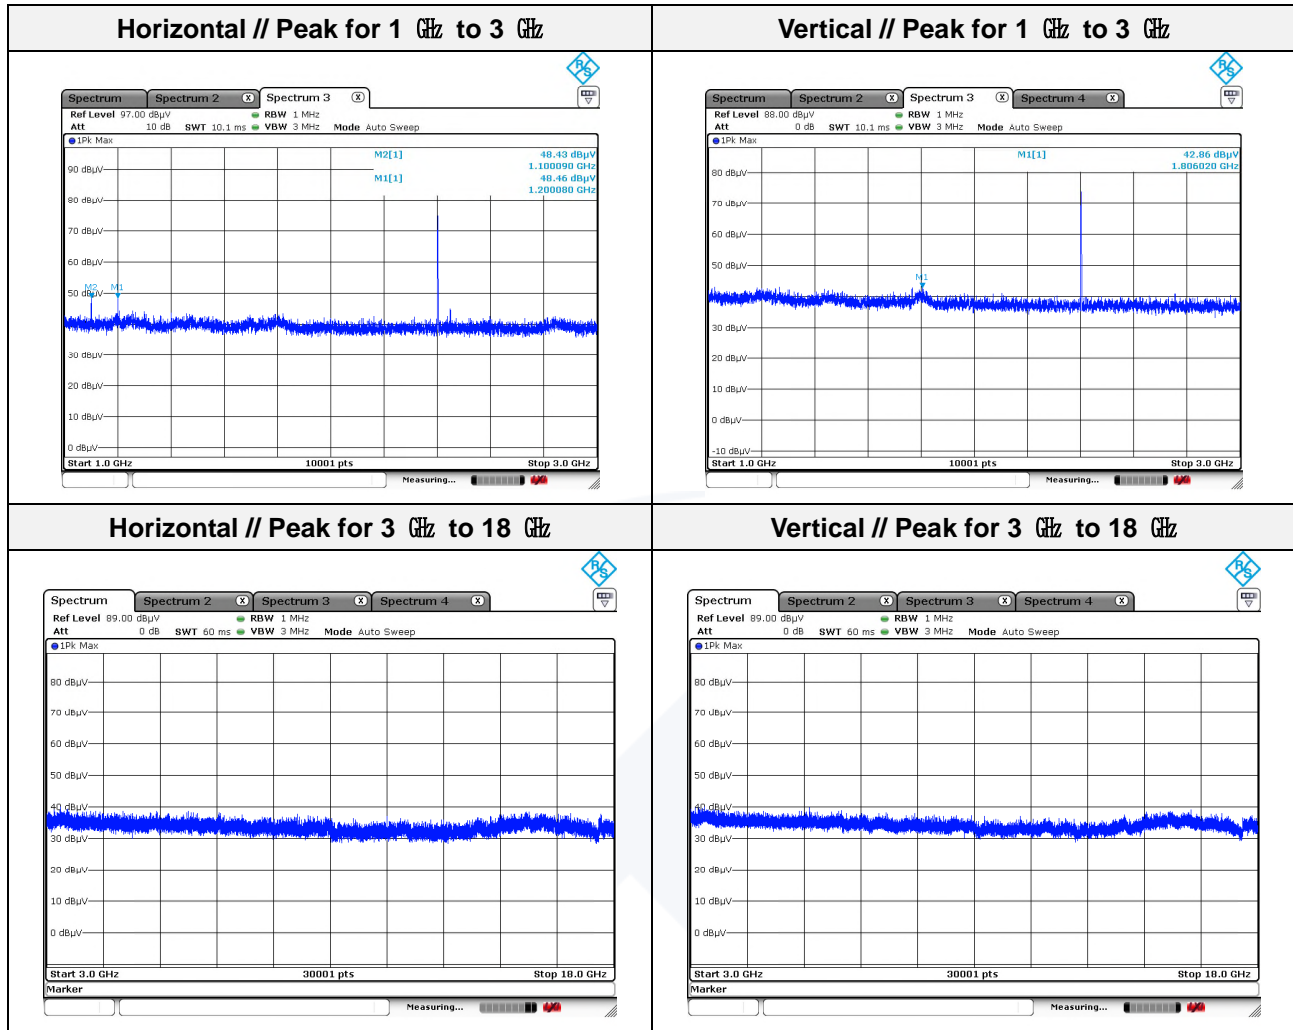 Horizontal // Peak for 1 ㎓ to 3 ㎓
Vertical // Peak for 1 ㎓ to 3 ㎓
R&S
Spectrum Spectrum 2 X Spectrum 3 X
Ref Level 97.00 dBµV RBW 1 MHz
Att 10 dB SWT 10.1 ms VBW 3 MHz Mode Auto Sweep
1Pk Max
M2[1] 48.43 dBµV
1.100090 GHz
M1[1] 48.46 dBµV
1.200080 GHz
90 dBµV
80 dBµV
70 dBµV
60 dBµV
50 dBµV
M2 M1
30 dBµV
20 dBµV
10 dBµV
0 dBµV
Start 1.0 GHz 10001 pts Stop 3.0 GHz
Measuring...
R&S
Spectrum Spectrum 2 X Spectrum 3 X Spectrum 4 X
Ref Level 88.00 dBµV RBW 1 MHz
Att 0 dB SWT 10.1 ms VBW 3 MHz Mode Auto Sweep
1Pk Max
M1[1] 42.86 dBµV
1.806020 GHz
80 dBµV
70 dBµV
60 dBµV
50 dBµV
M1
30 dBµV
20 dBµV
10 dBµV
0 dBµV
-10 dBµV
Start 1.0 GHz 10001 pts Stop 3.0 GHz
Measuring...
Horizontal // Peak for 3 ㎓ to 18 ㎓
Vertical // Peak for 3 ㎓ to 18 ㎓
R&S
Spectrum Spectrum 2 X Spectrum 3 X Spectrum 4 X
Ref Level 89.00 dBµV RBW 1 MHz
Att 0 dB SWT 60 ms VBW 3 MHz Mode Auto Sweep
1Pk Max
80 dBµV
70 dBµV
60 dBµV
50 dBµV
40 dBµV
30 dBµV
20 dBµV
10 dBµV
0 dBµV
Start 3.0 GHz 30001 pts Stop 18.0 GHz
Marker
Measuring...
R&S
Spectrum Spectrum 2 X Spectrum 3 X Spectrum 4 X
Ref Level 89.00 dBµV RBW 1 MHz
Att 0 dB SWT 60 ms VBW 3 MHz Mode Auto Sweep
1Pk Max
80 dBµV
70 dBµV
60 dBµV
50 dBµV
40 dBµV
30 dBµV
20 dBµV
10 dBµV
0 dBµV
Start 3.0 GHz 30001 pts Stop 18.0 GHz
Marker
Measuring...